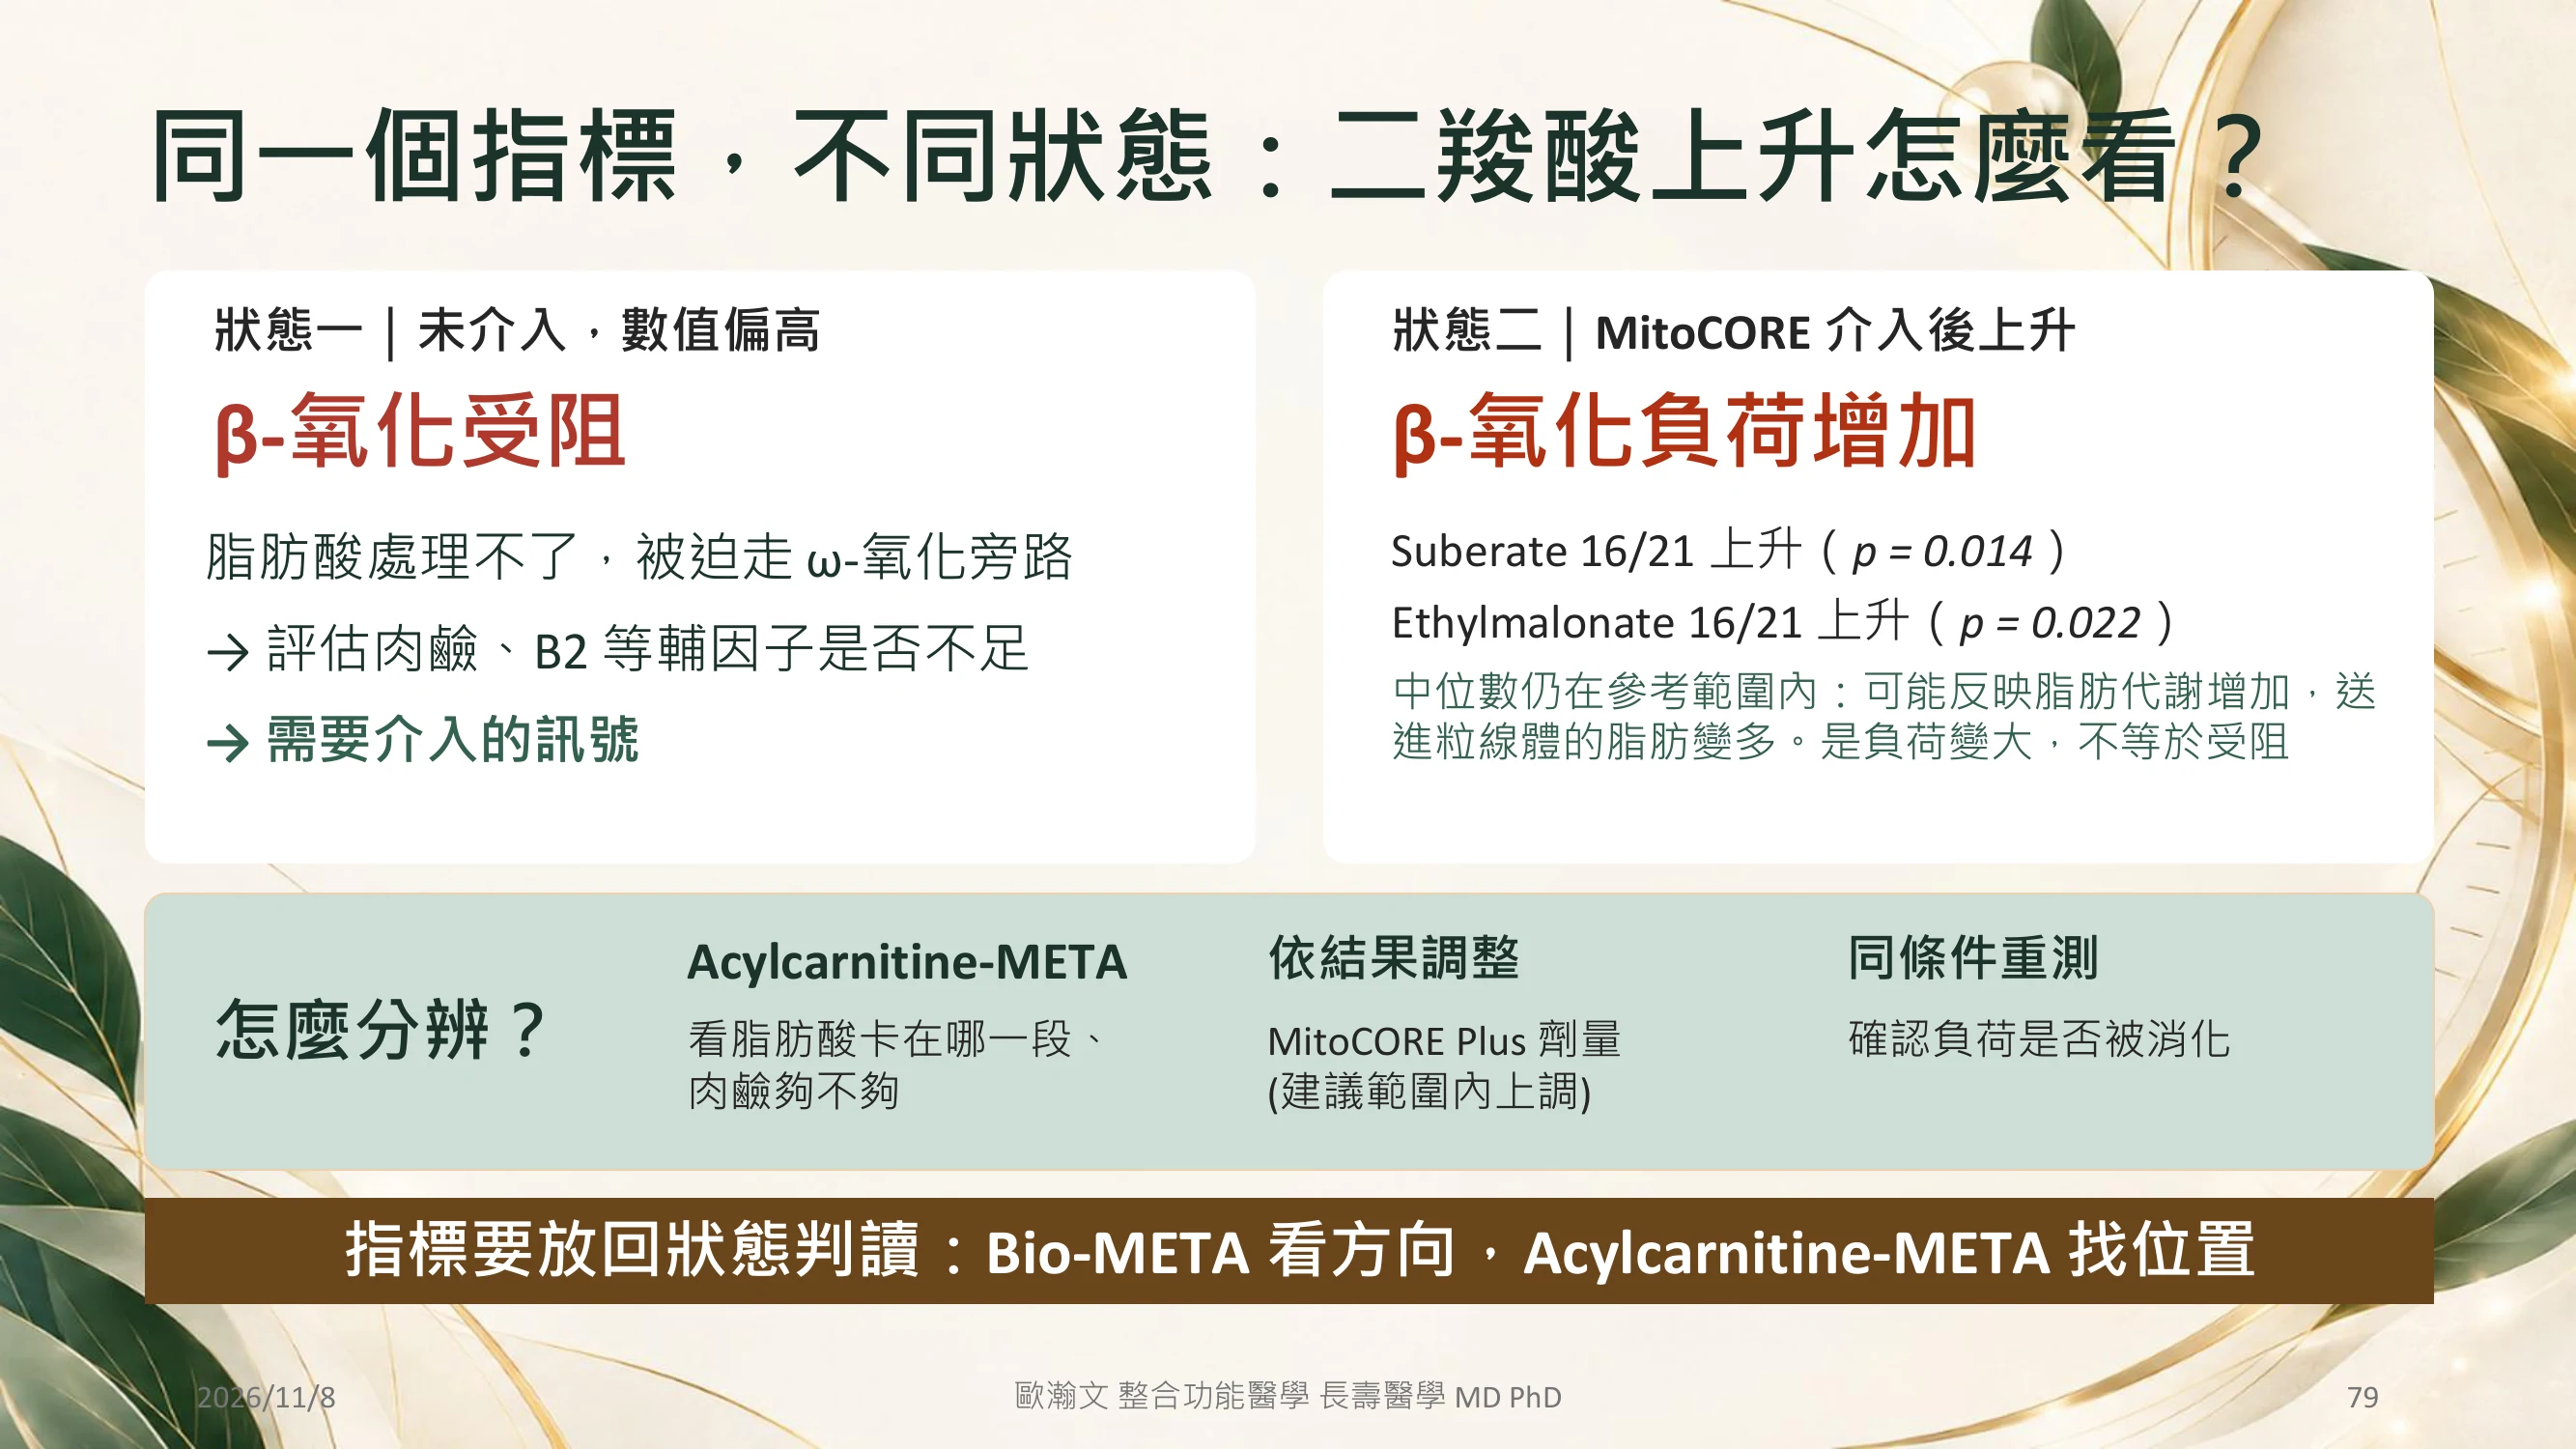 同一個指標，不同狀態：二羧酸上升怎麼看？
狀態一｜未介入，數值偏高
β-氧化受阻
脂肪酸處理不了，被迫走 ω-氧化旁路
→ 評估肉鹼、B2 等輔因子是否不足
→ 需要介入的訊號
狀態二｜MitoCORE 介入後上升
β-氧化負荷增加
Suberate 16/21 上升（p = 0.014）
Ethylmalonate 16/21 上升（p = 0.022）
中位數仍在參考範圍內：可能反映脂肪代謝增加，送
進粒線體的脂肪變多。是負荷變大，不等於受阻
怎麼分辨？
Acylcarnitine-META
看脂肪酸卡在哪一段、
肉鹼夠不夠
依結果調整
MitoCORE Plus 劑量
(建議範圍內上調)
同條件重測
確認負荷是否被消化
指標要放回狀態判讀：Bio-META 看方向，Acylcarnitine-META 找位置
2026/11/8
歐瀚文 整合功能醫學 長壽醫學 MD PhD
79